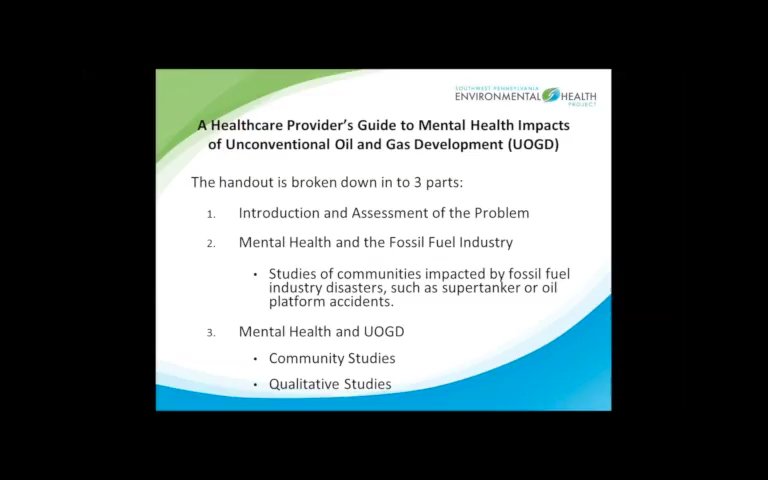 SOUTHWEST PENNSYLVANIA
ENVIRONMENTAL HEALTH
PROJECT
A Healthcare Provider's Guide to Mental Health Impacts
of Unconventional Oil and Gas Development (UOGD)
The handout is broken down in to 3 parts:
1. Introduction and Assessment of the Problem
2. Mental Health and the Fossil Fuel Industry
• Studies of communities impacted by fossil fuel
industry disasters, such as supertanker or oil
platform accidents.
3. Mental Health and UOGD
• Community Studies
• Qualitative Studies